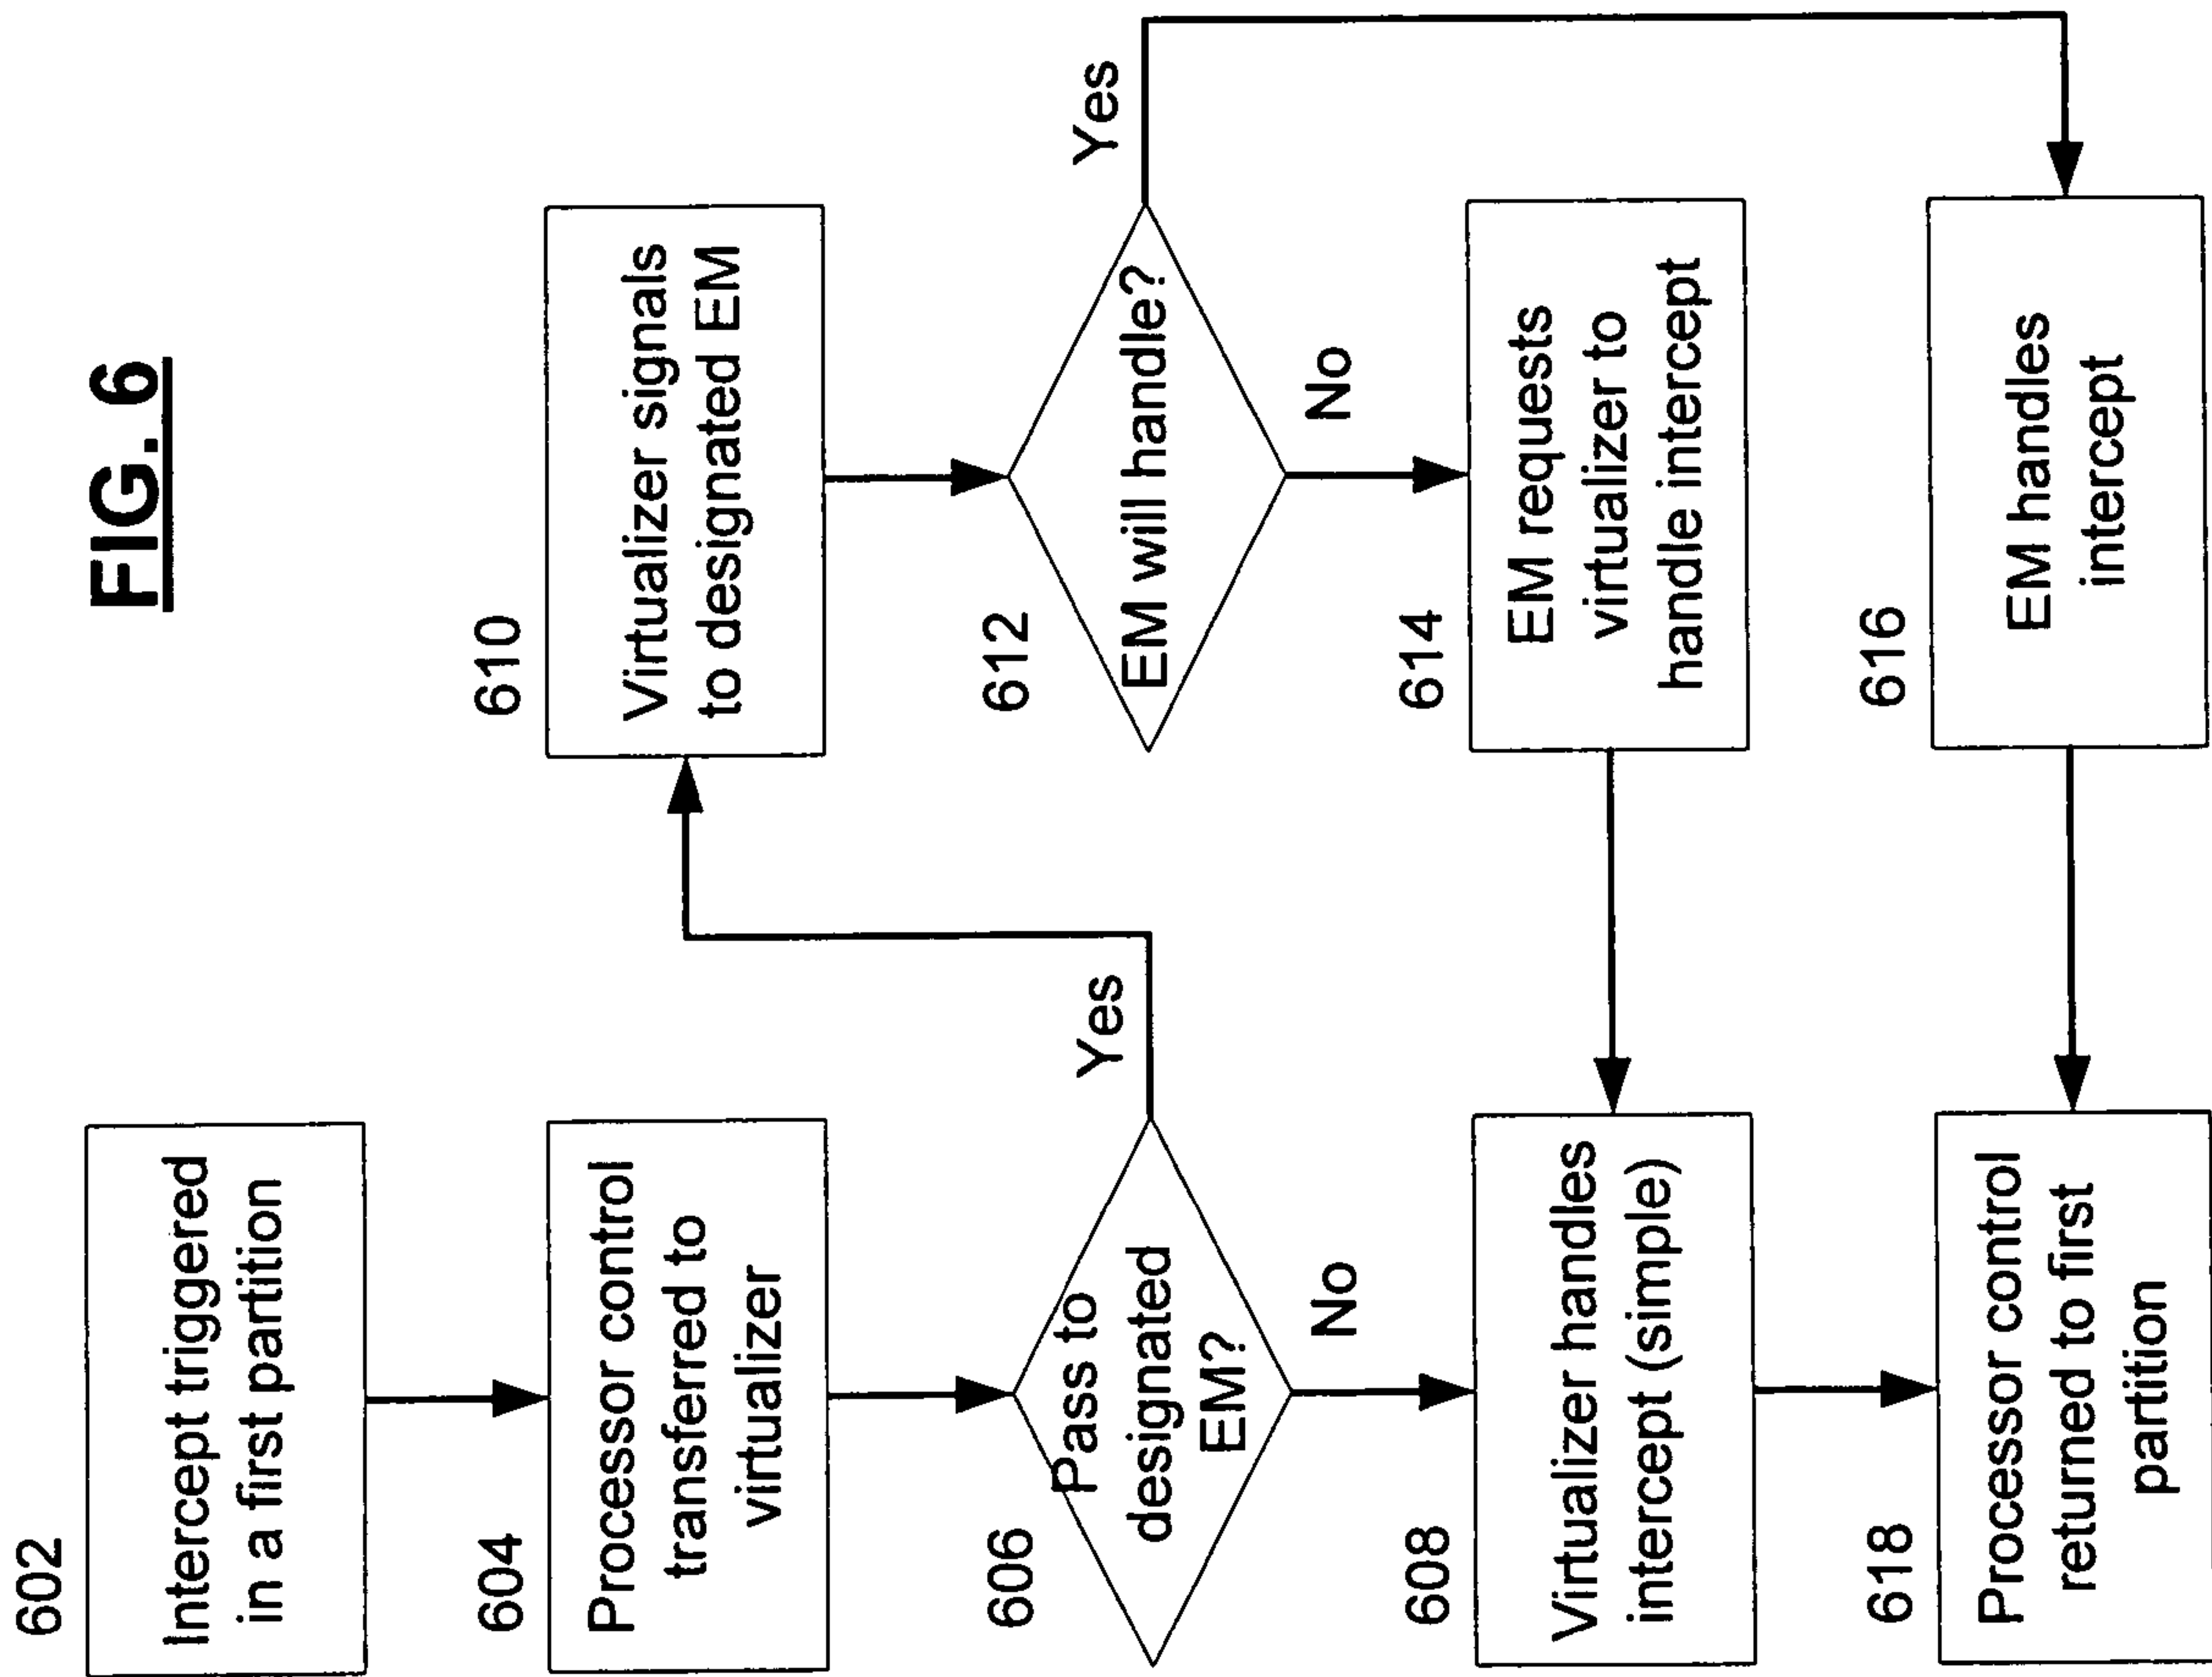 FIG. 6
602
Intercept triggered
in a first partition
604
Processor control
transferred to
virtualizer
606
Pass to
designated
EM?
Yes
No
608
Virtualizer handles
intercept (simple)
618
Processor control
returned to first
partition
610
Virtualizer signals
to designated EM
612
EM will handle?
Yes
No
614
EM requests
virtualizer to
handle intercept
616
EM handles
intercept